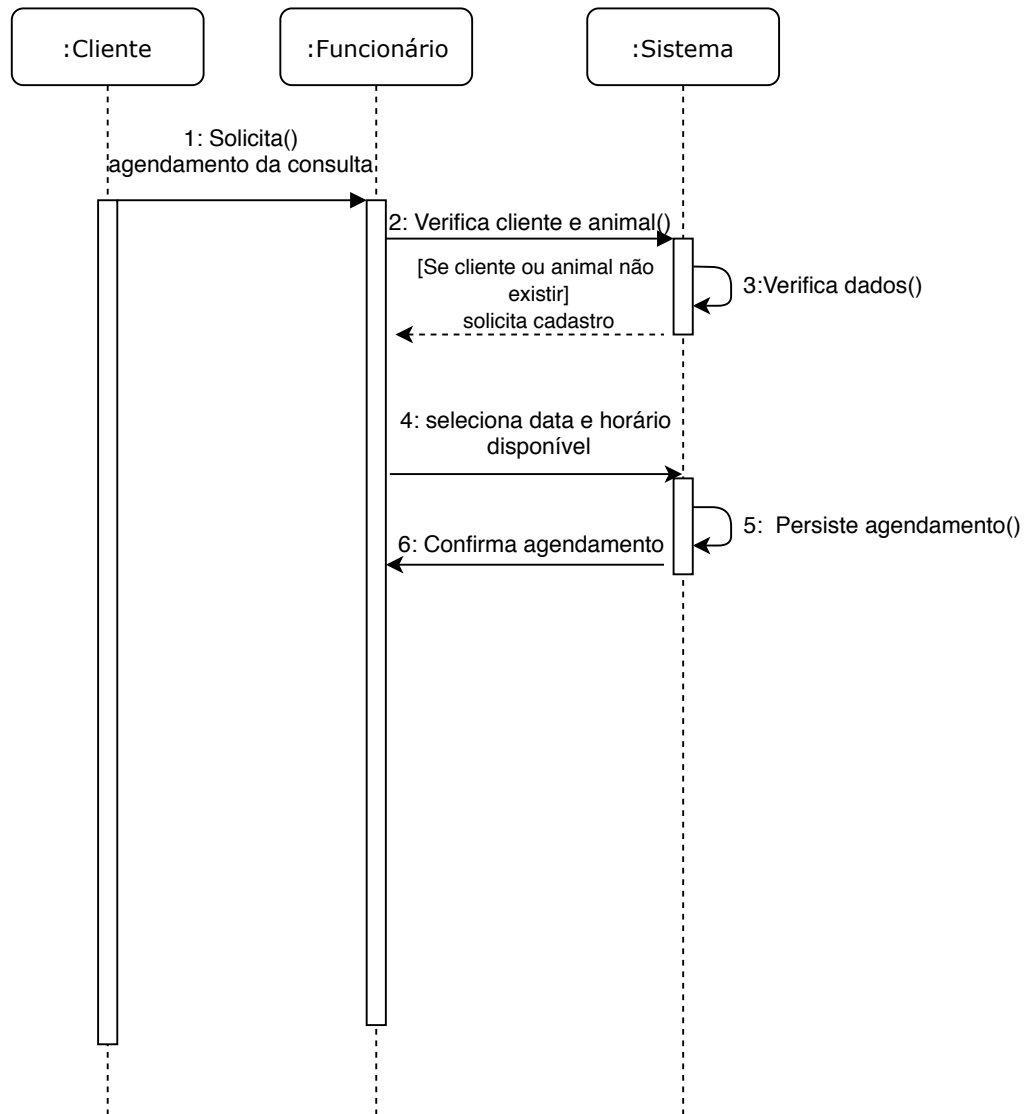 :Cliente
:Funcionário
:Sistema
1: Solicita()
agendamento da consulta
2: Verifica cliente e animal()
[Se cliente ou animal não
existir]
solicita cadastro
3:Verifica dados()
4: seleciona data e horário
disponível
5:  Persiste agendamento()
6: Confirma agendamento